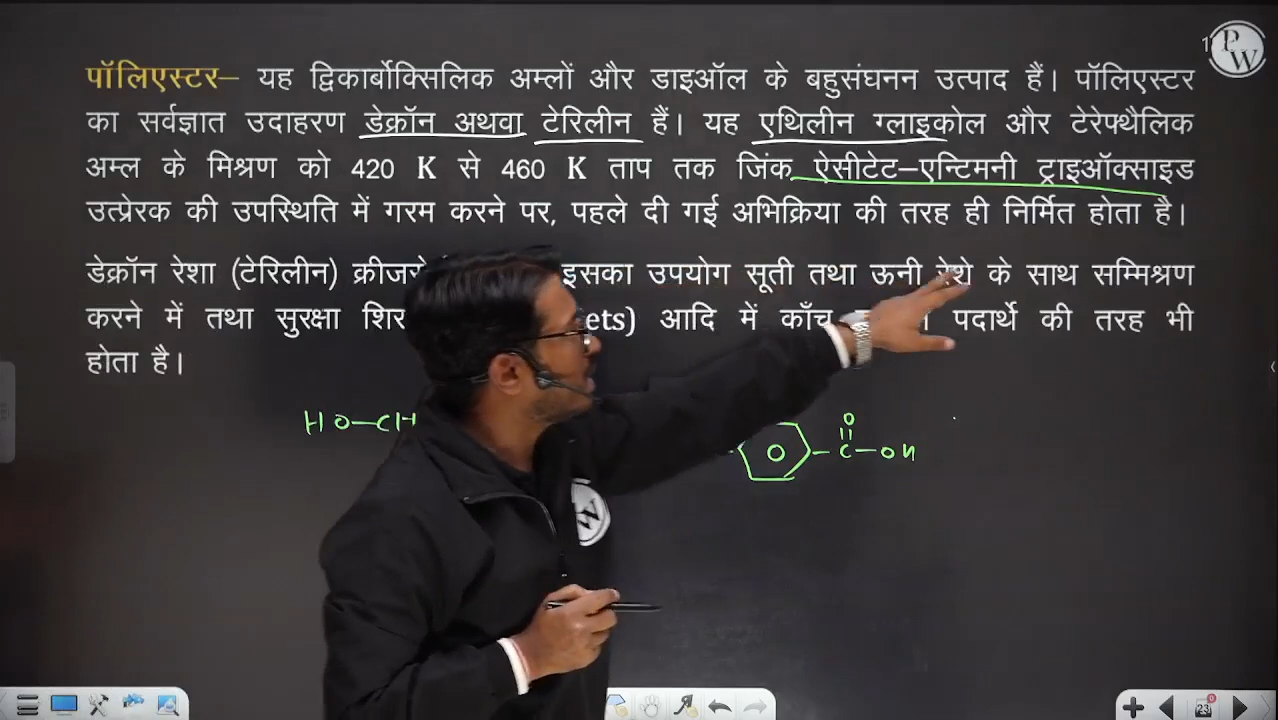 पॉलिएस्टर– यह द्विकार्बोक्सिलिक अम्लों और डाइऑल के बहुसंघनन उत्पाद हैं। पॉलिएस्टर
का सर्वज्ञात उदाहरण डेक्रॉन अथवा टेरिलीन हैं। यह एथिलीन ग्लाइकोल और टेरेफ्थैलिक
अम्ल के मिश्रण को 420 K से 460 K ताप तक जिंक ऐसीटेट–एन्टिमनी ट्राइऑक्साइड
उत्प्रेरक की उपस्थिति में गरम करने पर, पहले दी गई अभिक्रिया की तरह ही निर्मित होता है।
डेक्रॉन रेशा (टेरिलीन) इसका उपयोग सूती तथा ऊनी के साथ सम्मिश्रण
करने में तथा सुरक्षा ets) आदि में काँच पदार्थे की तरह भी
होता है।
HO–CH
O
O
C–OH
PW
W
23